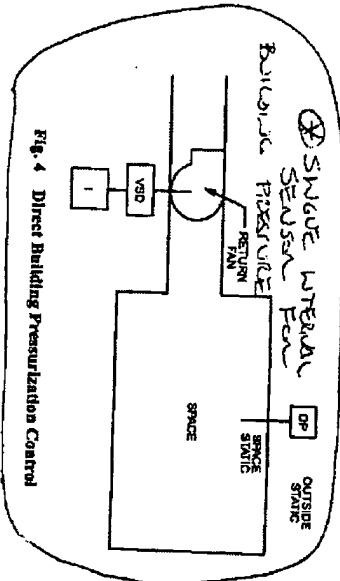 * SINGLE INTERNAL
SENSOR FOR
BUILDING PRESSURE
RETURN
FAN
VSD
I
SPACE
DP
SPACE
STATIC
OUTSIDE
STATIC
Fig. 4 Direct Building Pressurization Control